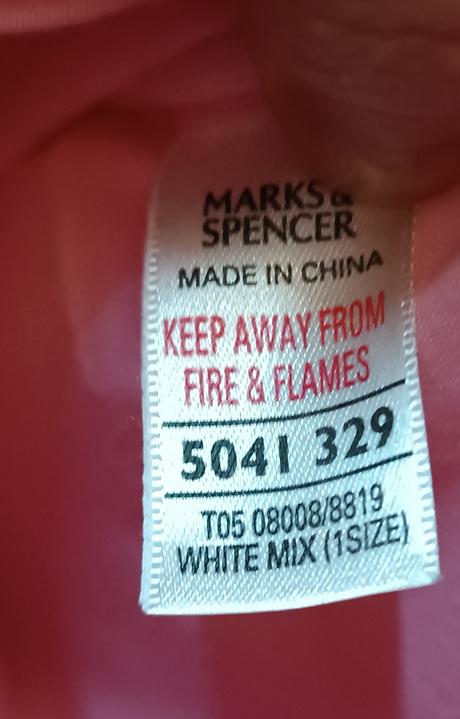 MARKS &
SPENCER
MADE IN CHINA
KEEP AWAY FROM
FIRE & FLAMES
5041 329
T05 08008/8819
WHITE MIX (1SIZE)